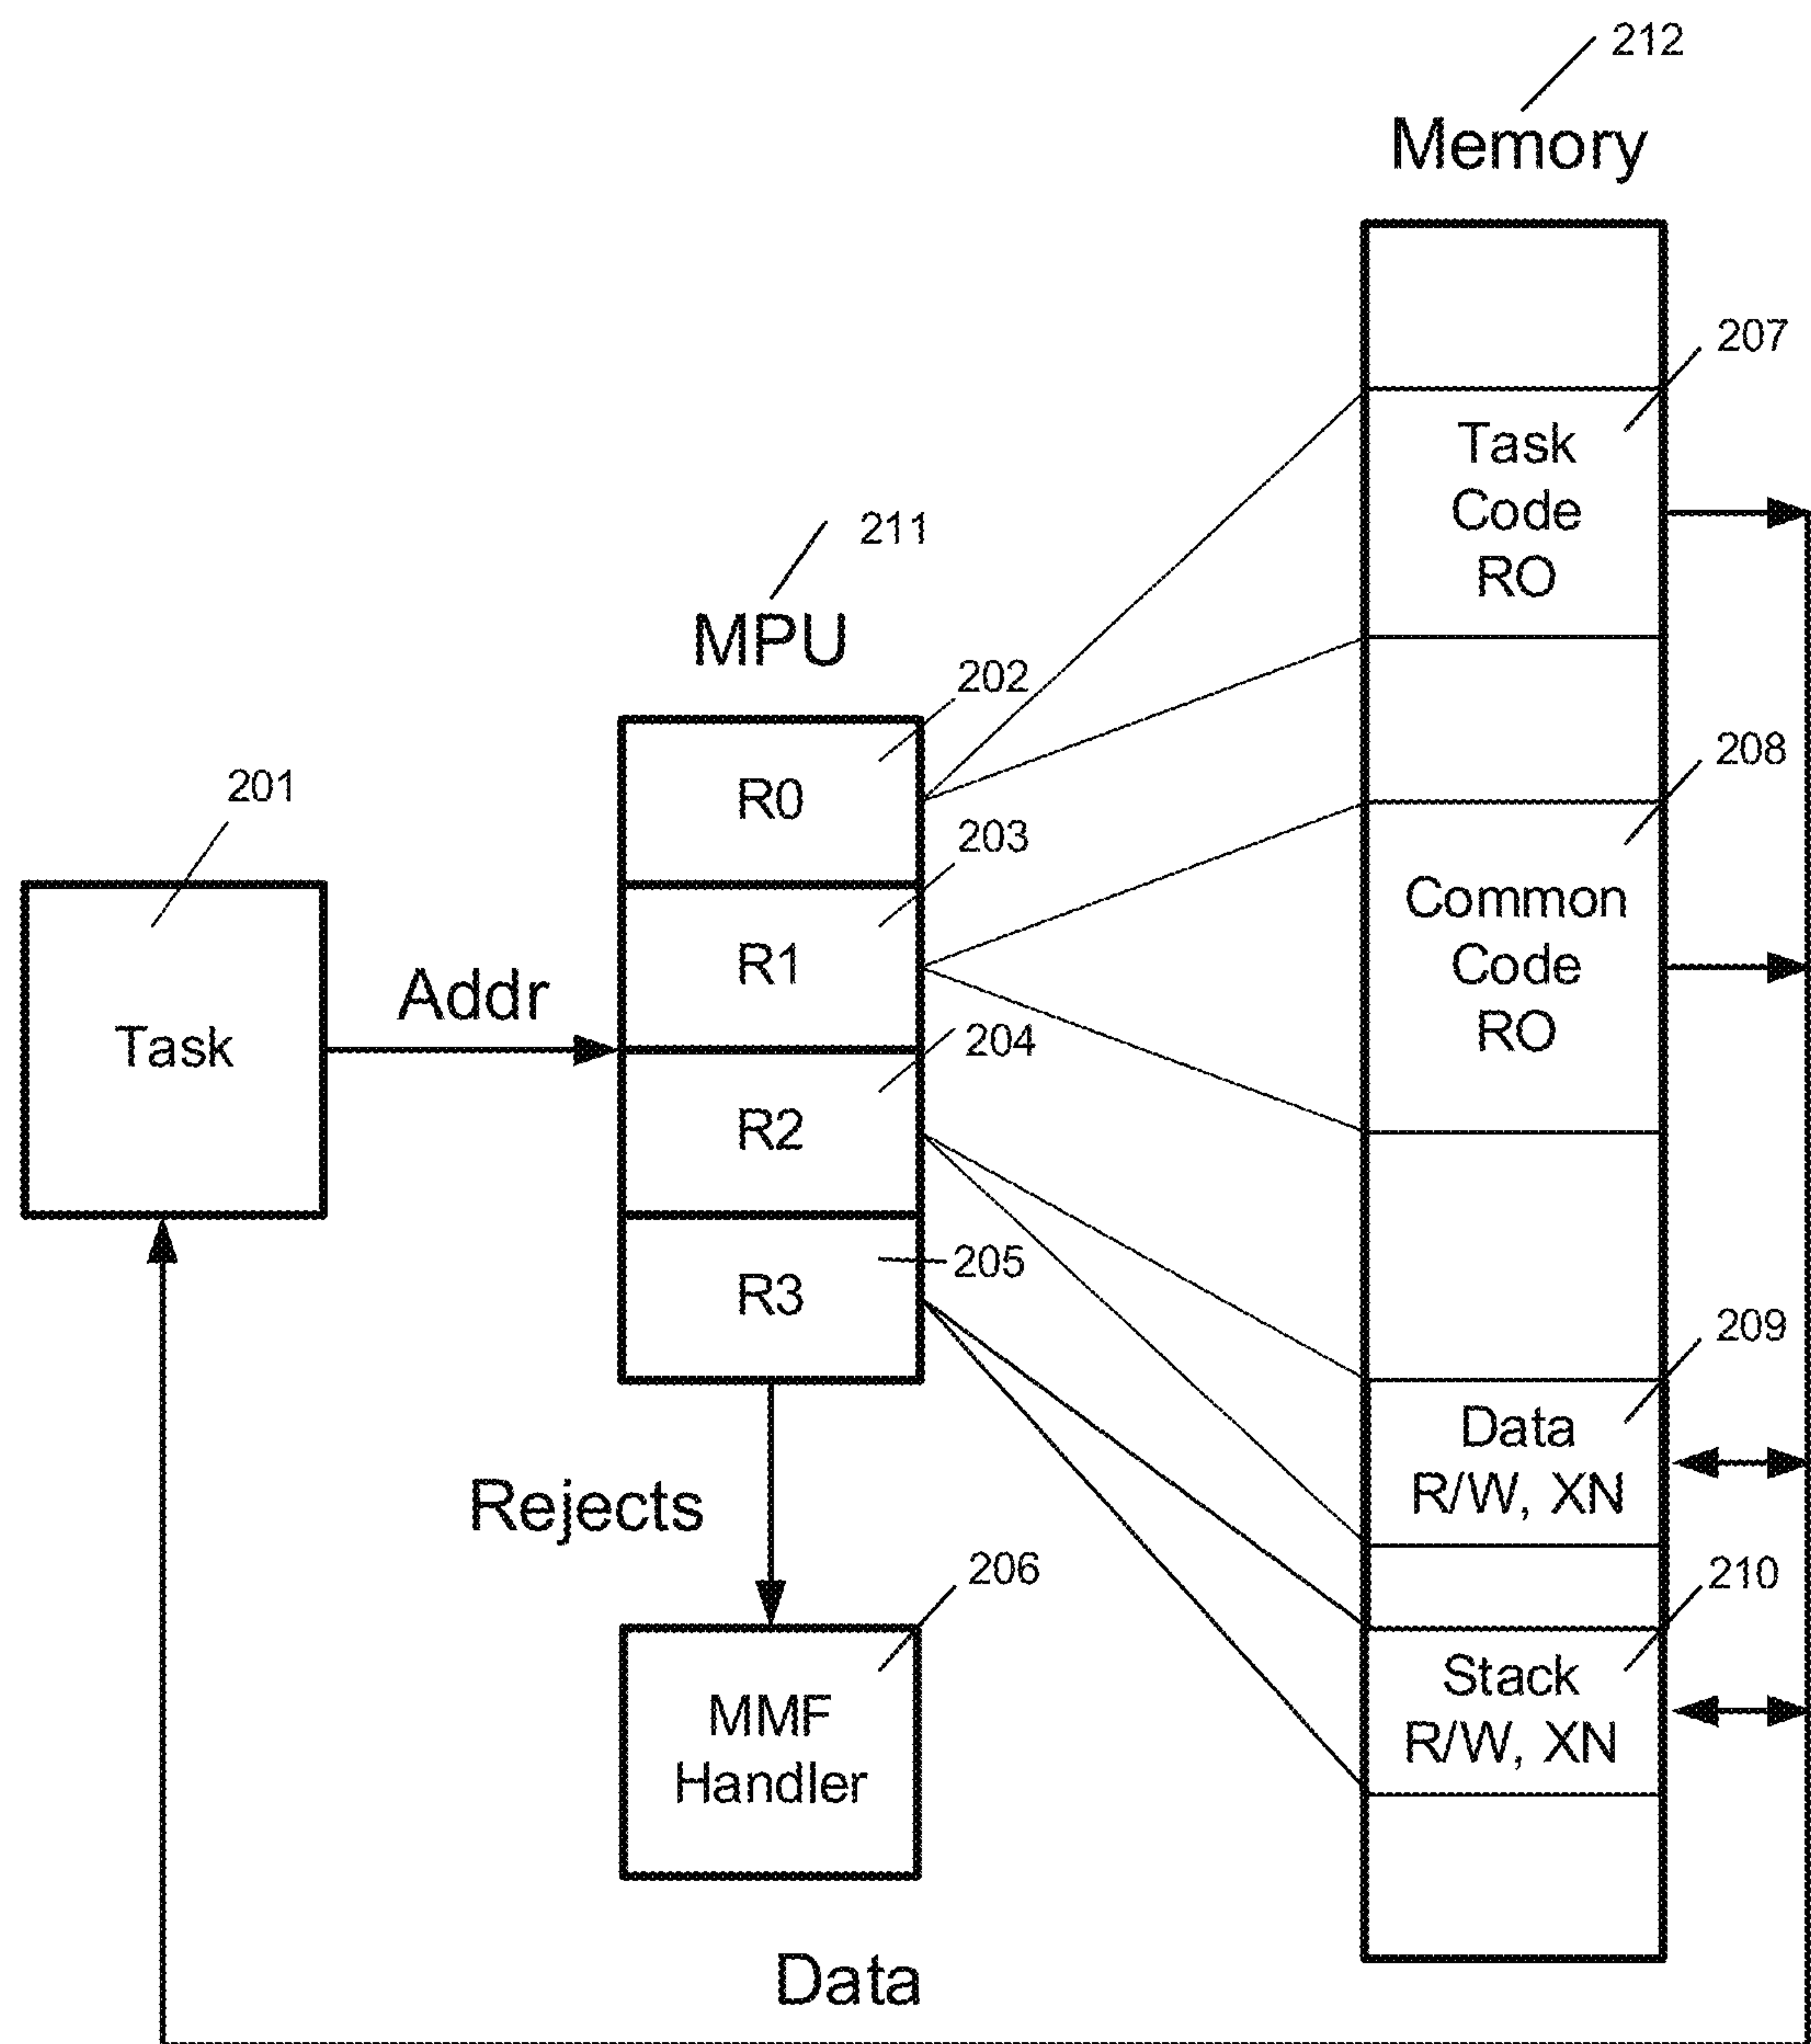 212
Memory
207
Task
Code
RO
211
MPU
202
R0
208
201
203
Common
Code
RO
R1
Addr
Task
204
R2
205
R3
209
Data
R/W, XN
Rejects
206
210
Stack
R/W, XN
MMF
Handler
Data